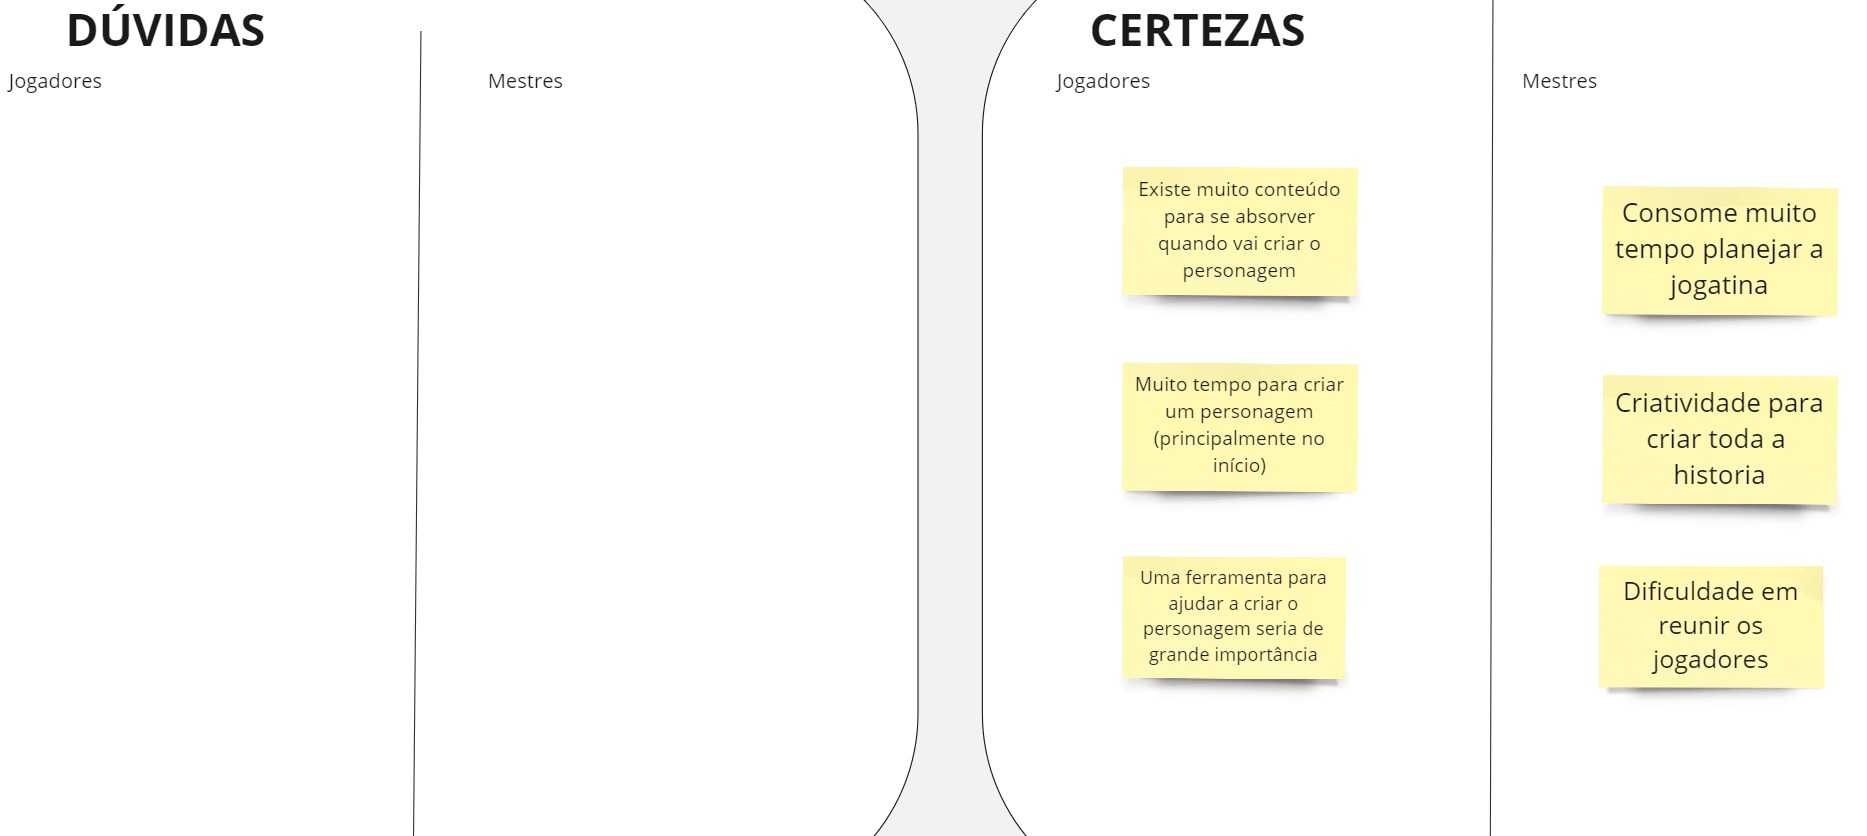 DÚVIDAS
Jogadores
Mestres
CERTEZAS
Jogadores
Mestres
Existe muito conteúdo
para se absorver
quando vai criar o
personagem
Muito tempo para criar
um personagem
(principalmente no
início)
Uma ferramenta para
ajudar a criar o
personagem seria de
grande importância
Consome muito
tempo planejar a
jogatina
Criatividade para
criar toda a
historia
Dificuldade em
reunir os
jogadores